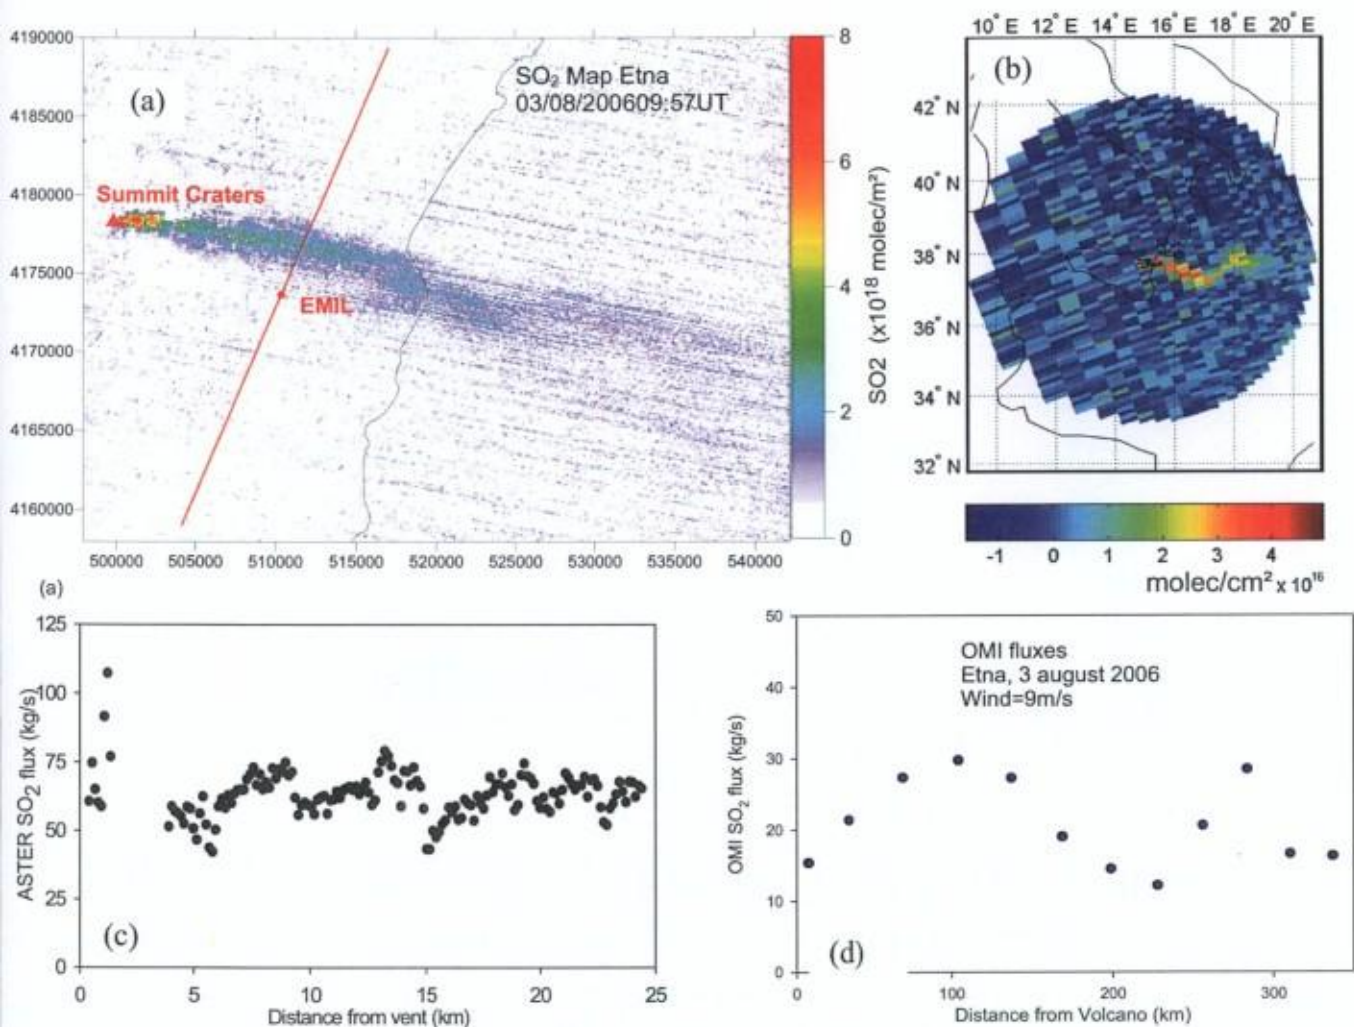 4190000
4185000
4180000
4175000
4170000
4165000
4160000
500000 505000 510000 515000 520000 525000 530000 535000 540000
(a)
SO₂ Map Etna
03/08/200609:57UT
Summit Craters
EMIL
8
6
4
2
0
SO2 (x10¹⁸ molec/m²)
10° E 12° E 14° E 16° E 18° E 20° E
(b)
42° N
40° N
38° N
36° N
34° N
32° N
-1 0 1 2 3 4
molec/cm² x 10¹⁶
(a)
125
100
75
50
25
0
ASTER SO₂ flux (kg/s)
(c)
0 5 10 15 20 25
Distance from vent (km)
50
40
30
20
10
0
OMI SO₂ flux (kg/s)
OMI fluxes
Etna, 3 august 2006
Wind=9m/s
(d)
0 100 200 300
Distance from Volcano (km)